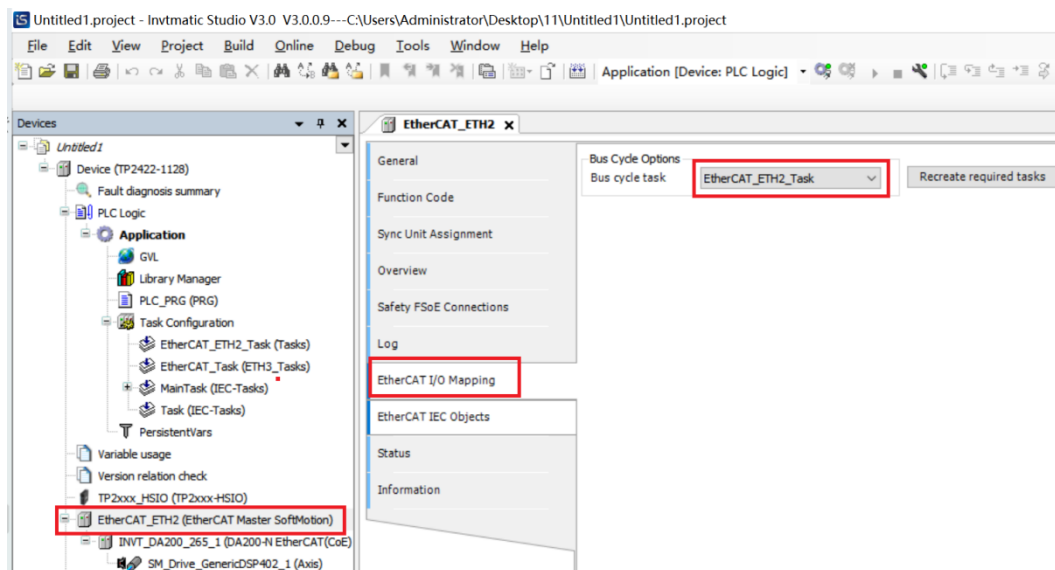 Untitled1.project - Invtmatic Studio V3.0 V3.0.0.9---C:\Users\Administrator\Desktop\11\Untitled1\Untitled1.project
File Edit View Project Build Online Debug Tools Window Help
Application [Device: PLC Logic]
Devices
EtherCAT_ETH2
Untitled1
Device (TP2422-1128)
Fault diagnosis summary
PLC Logic
Application
GVL
Library Manager
PLC_PRG (PRG)
Task Configuration
EtherCAT_ETH2_Task (Tasks)
EtherCAT_Task (ETH3_Tasks)
MainTask (IEC-Tasks)
Task (IEC-Tasks)
PersistentVars
Variable usage
Version relation check
TP2xxx_HSIO (TP2xxx-HSIO)
EtherCAT_ETH2 (EtherCAT Master SoftMotion)
INVT_DA200_265_1 (DA200-N EtherCAT(CoE)
SM_Drive_GenericDSP402_1 (Axis)
General
Function Code
Sync Unit Assignment
Overview
Safety FSoE Connections
Log
EtherCAT I/O Mapping
EtherCAT IEC Objects
Status
Information
Bus Cycle Options
Bus cycle task EtherCAT_ETH2_Task Recreate required tasks